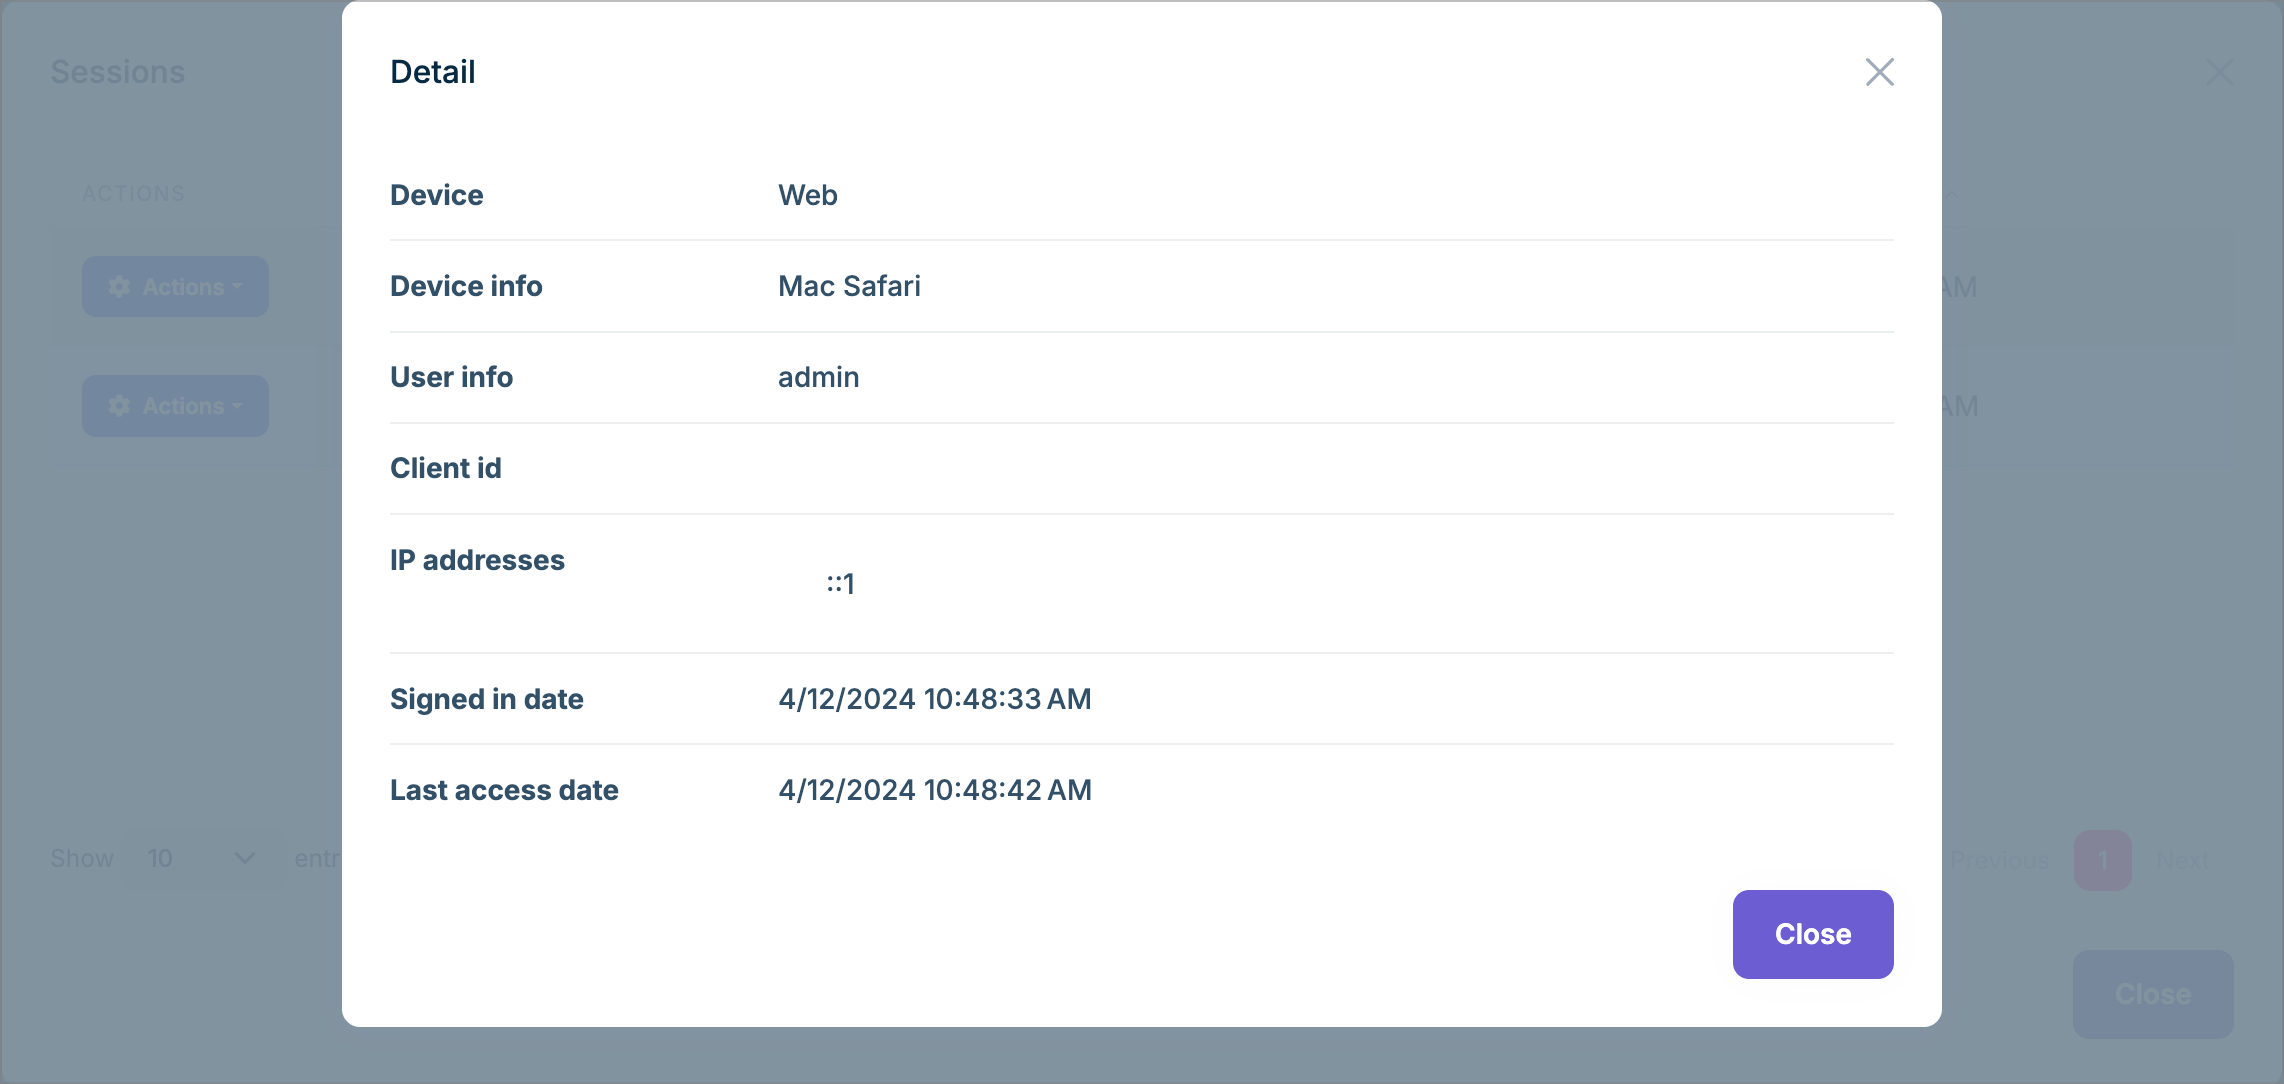 Sessions
Detail
ACTIONS
Device Web
Actions
AM
Device info Mac Safari
User info admin
Actions
AM
Client id
IP addresses
::1
Signed in date 4/12/2024 10:48:33 AM
Last access date 4/12/2024 10:48:42 AM
Show 10 entr
Previous 1 Next
Close
Close